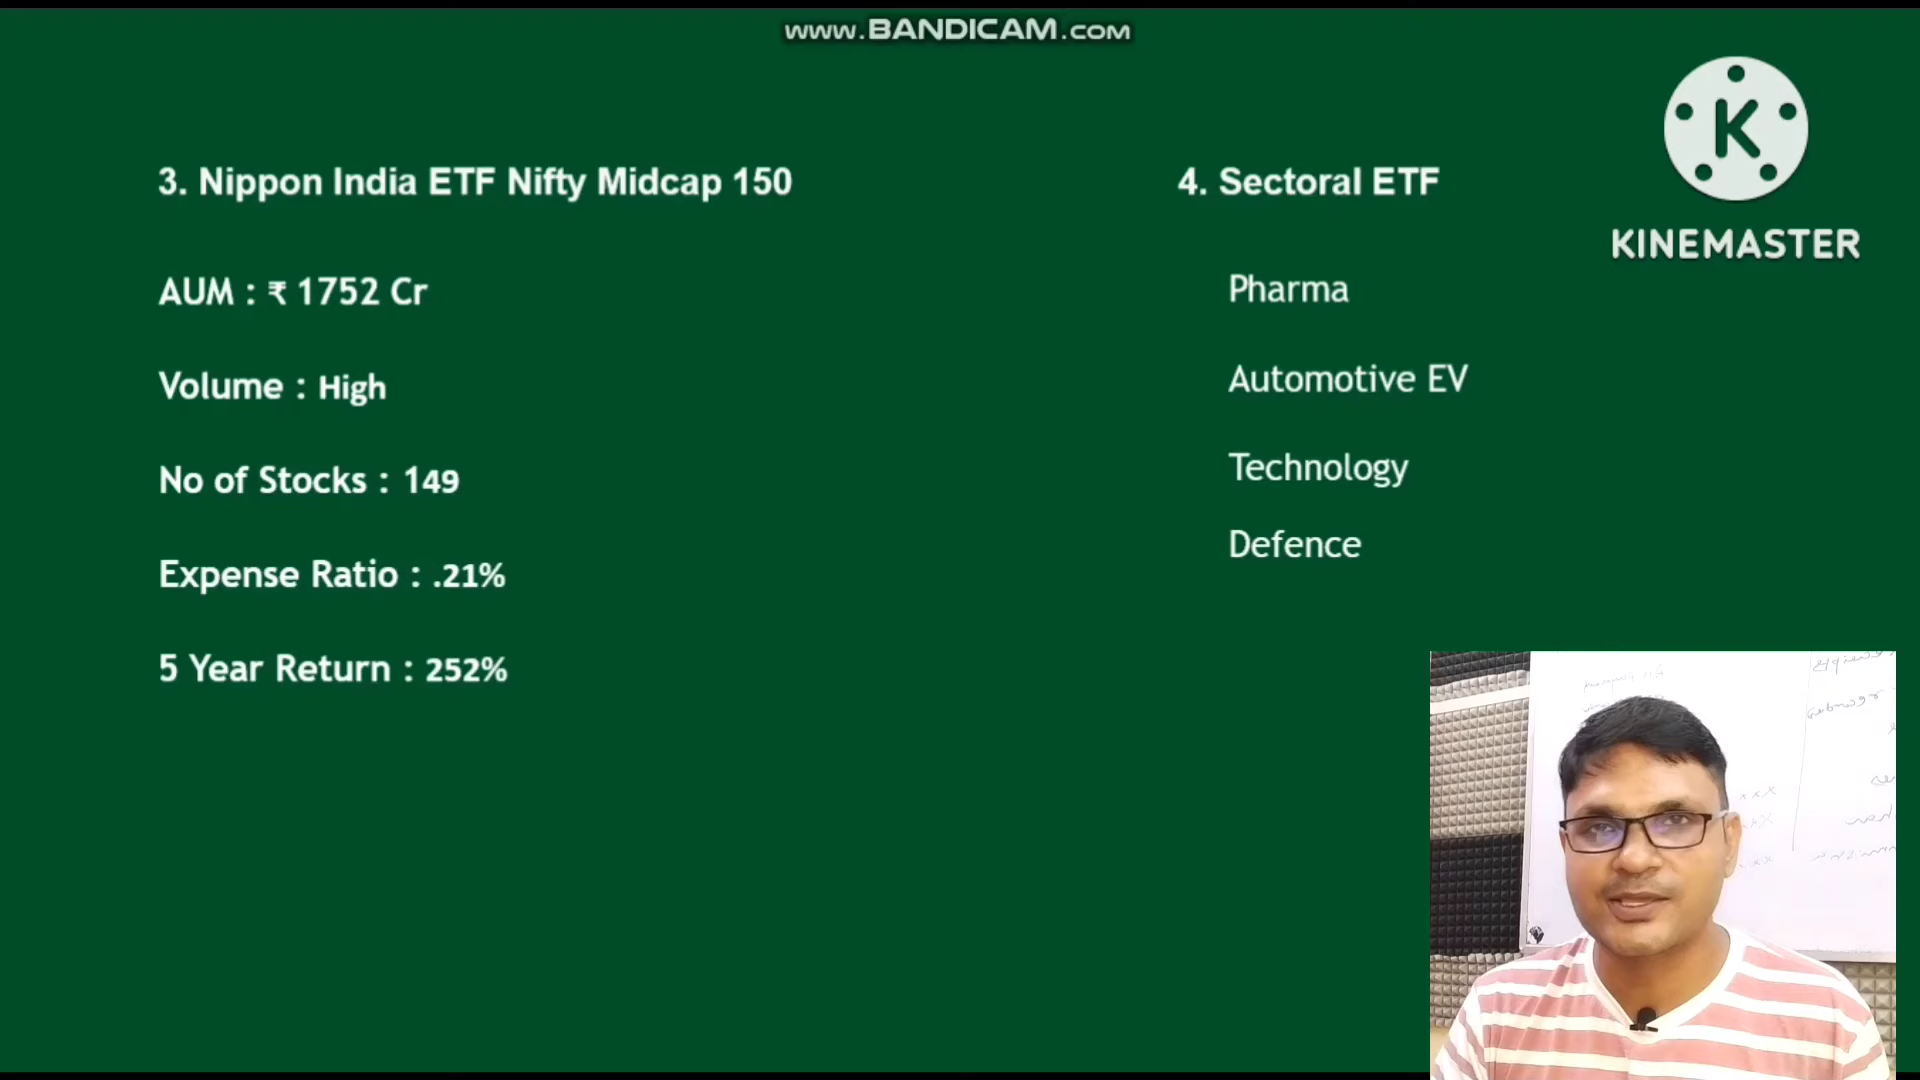 www.BANDICAM.com
3. Nippon India ETF Nifty Midcap 150
AUM : ₹ 1752 Cr
Volume : High
No of Stocks : 149
Expense Ratio : .21%
5 Year Return : 252%
4. Sectoral ETF
Pharma
Automotive EV
Technology
Defence
K
KINEMASTER